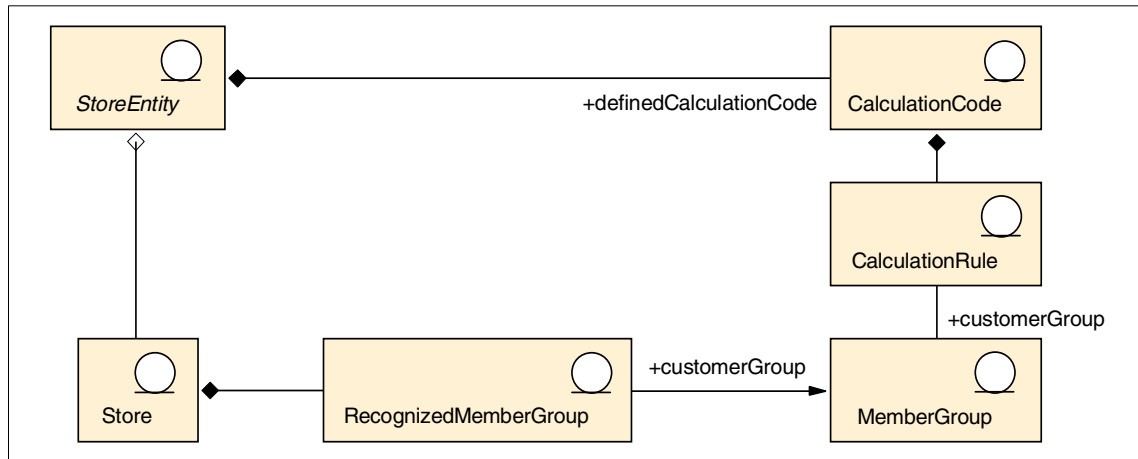 StoreEntity
+definedCalculationCode
CalculationCode
CalculationRule
+customerGroup
Store
RecognizedMemberGroup
+customerGroup
MemberGroup